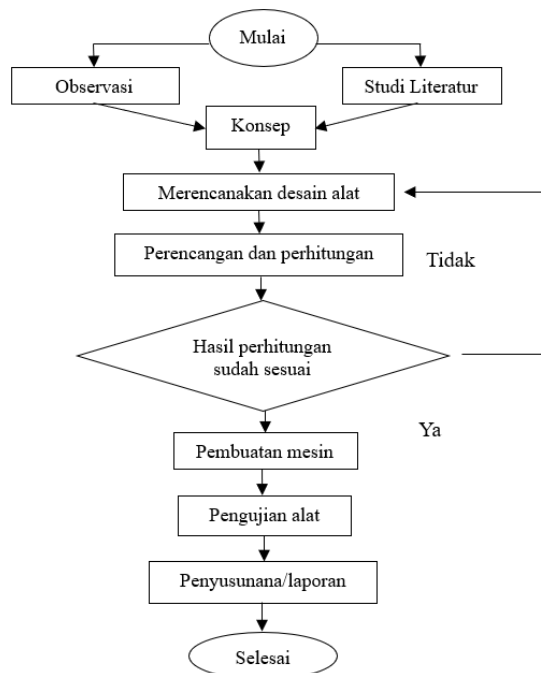 Mulai
Observasi
Studi Literatur
Konsep
Merencanakan desain alat
Perencangan dan perhitungan
Tidak
Hasil perhitungan
sudah sesuai
Ya
Pembuatan mesin
Pengujian alat
Penyusunana/laporan
Selesai